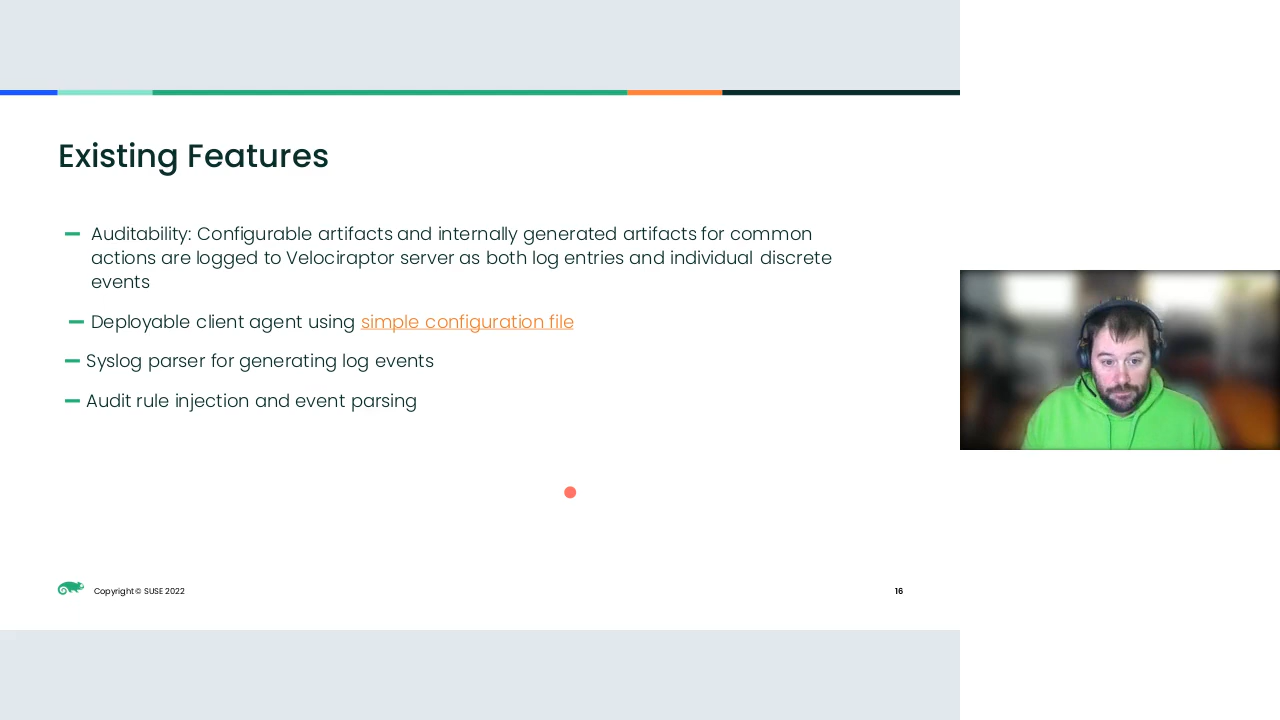 Existing Features
Auditability: Configurable artifacts and internally generated artifacts for common
actions are logged to Velociraptor server as both log entries and individual discrete
events
Deployable client agent using simple configuration file
Syslog parser for generating log events
Audit rule injection and event parsing
Copyright © SUSE 2022
16